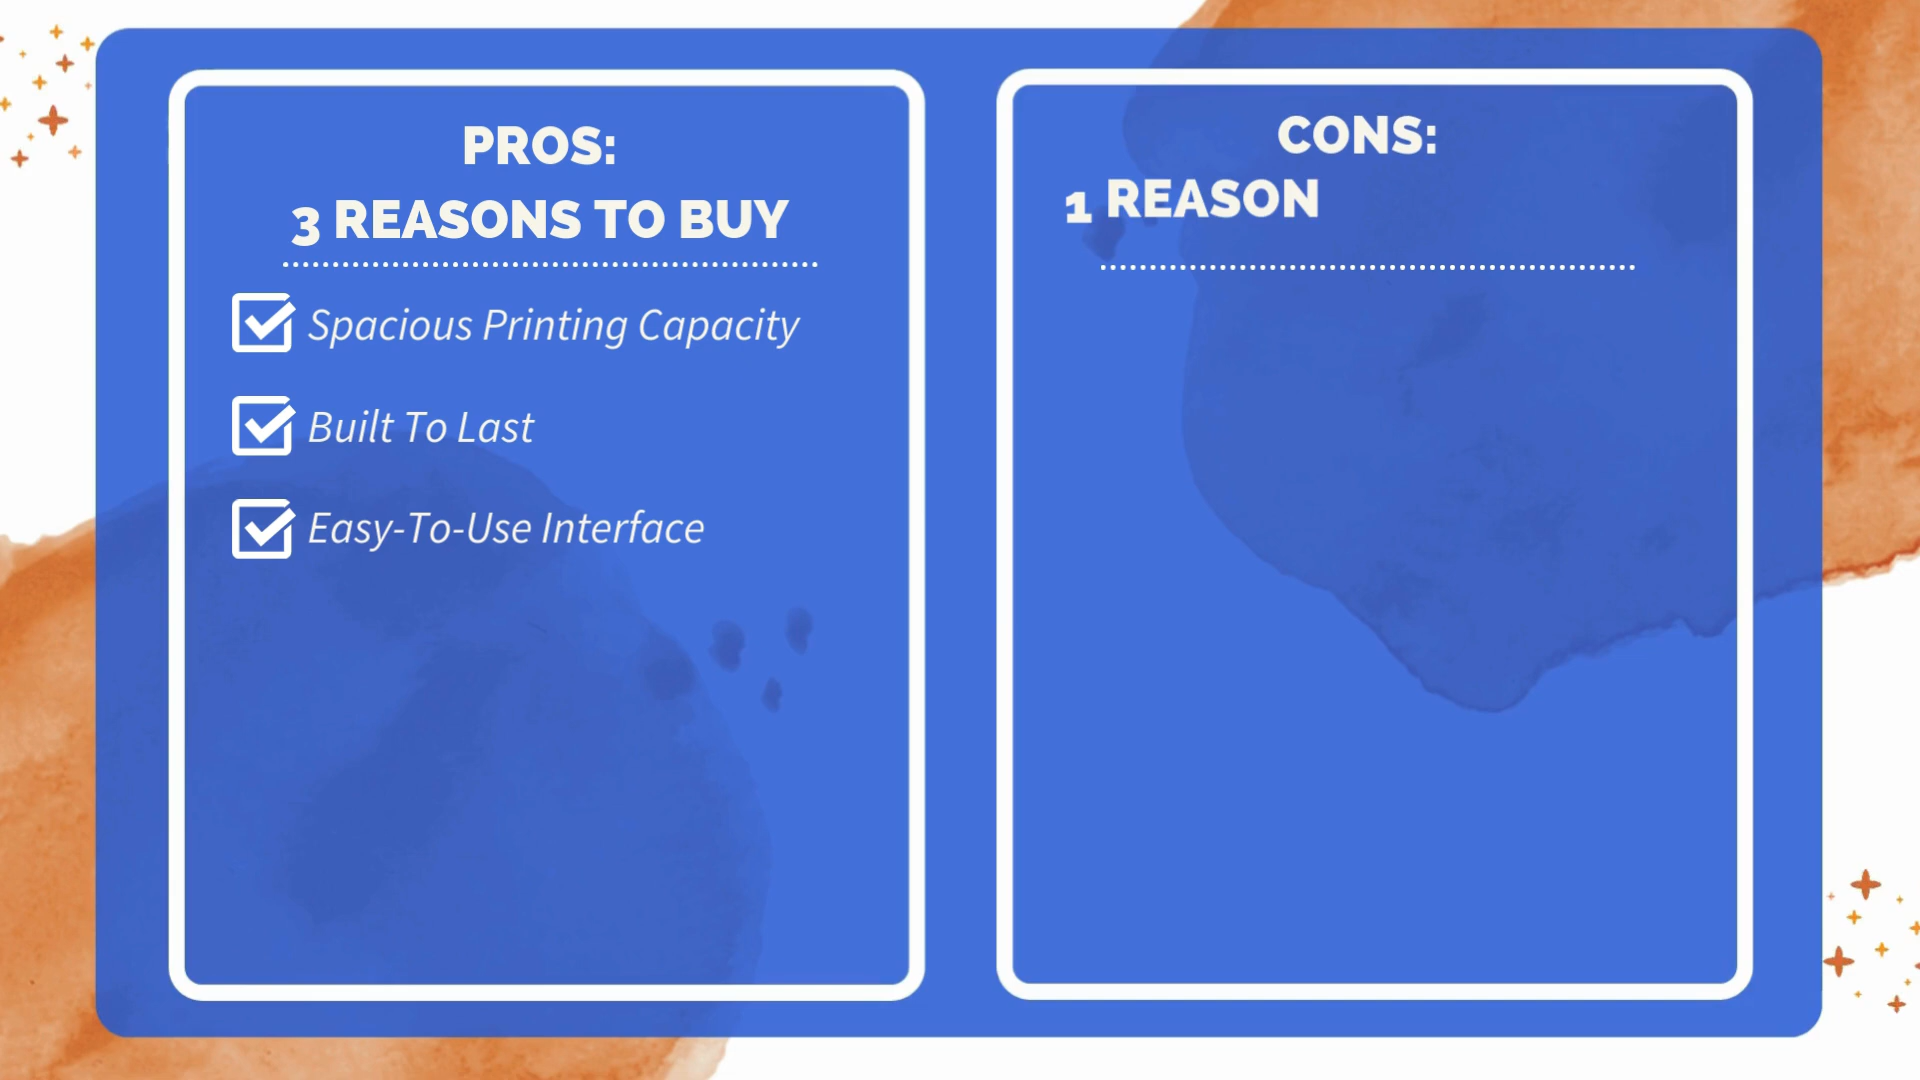 PROS:
3 REASONS TO BUY
Spacious Printing Capacity
Built To Last
Easy-To-Use Interface
CONS:
1 REASON